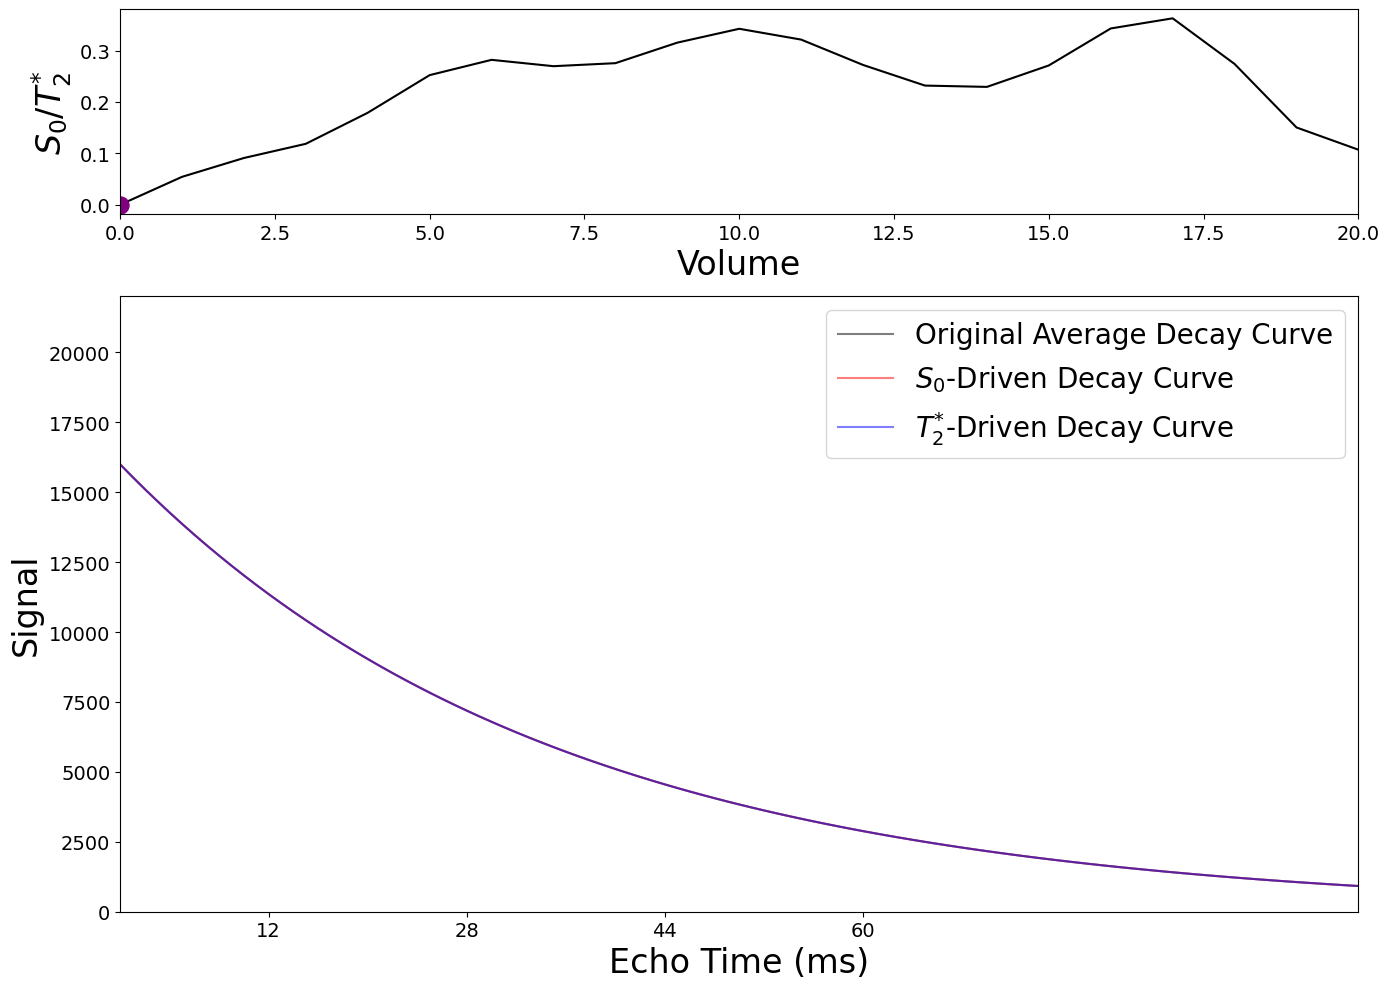 0.3
0.2
0.1
0.0
S₀/T₂*
0.0 2.5 5.0 7.5 10.0 12.5 15.0 17.5 20.0
Volume
Original Average Decay Curve
S₀-Driven Decay Curve
T₂*-Driven Decay Curve
20000
17500
15000
12500
10000
7500
5000
2500
0
Signal
12 28 44 60
Echo Time (ms)